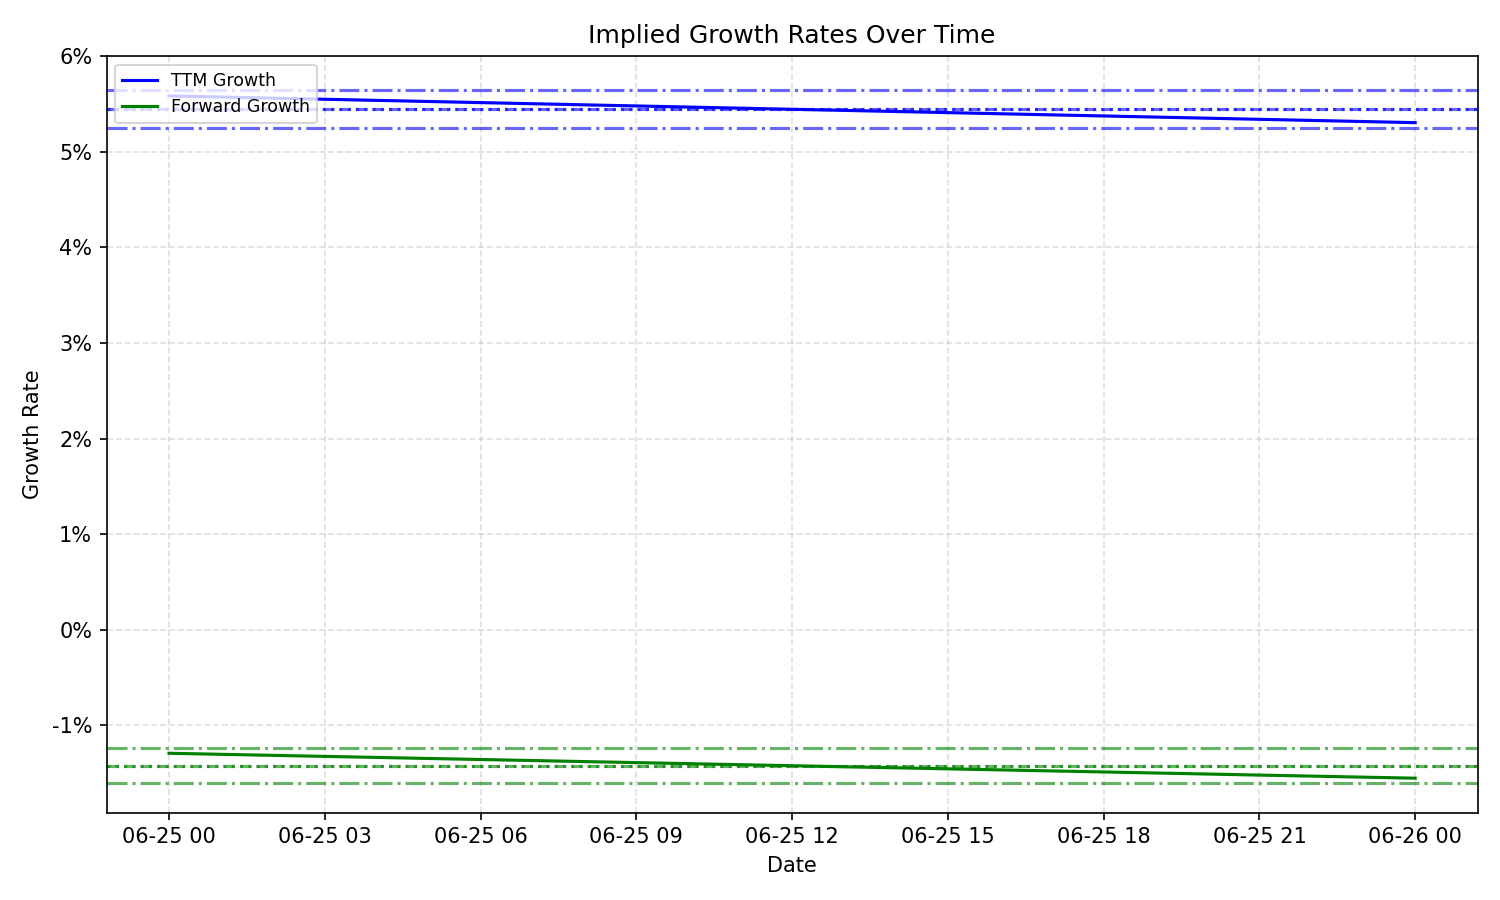 Implied Growth Rates Over Time
6%
TTM Growth
Forward Growth
5%
4%
3%
2%
1%
0%
-1%
Growth Rate
06-25 00 06-25 03 06-25 06 06-25 09 06-25 12 06-25 15 06-25 18 06-25 21 06-26 00
Date